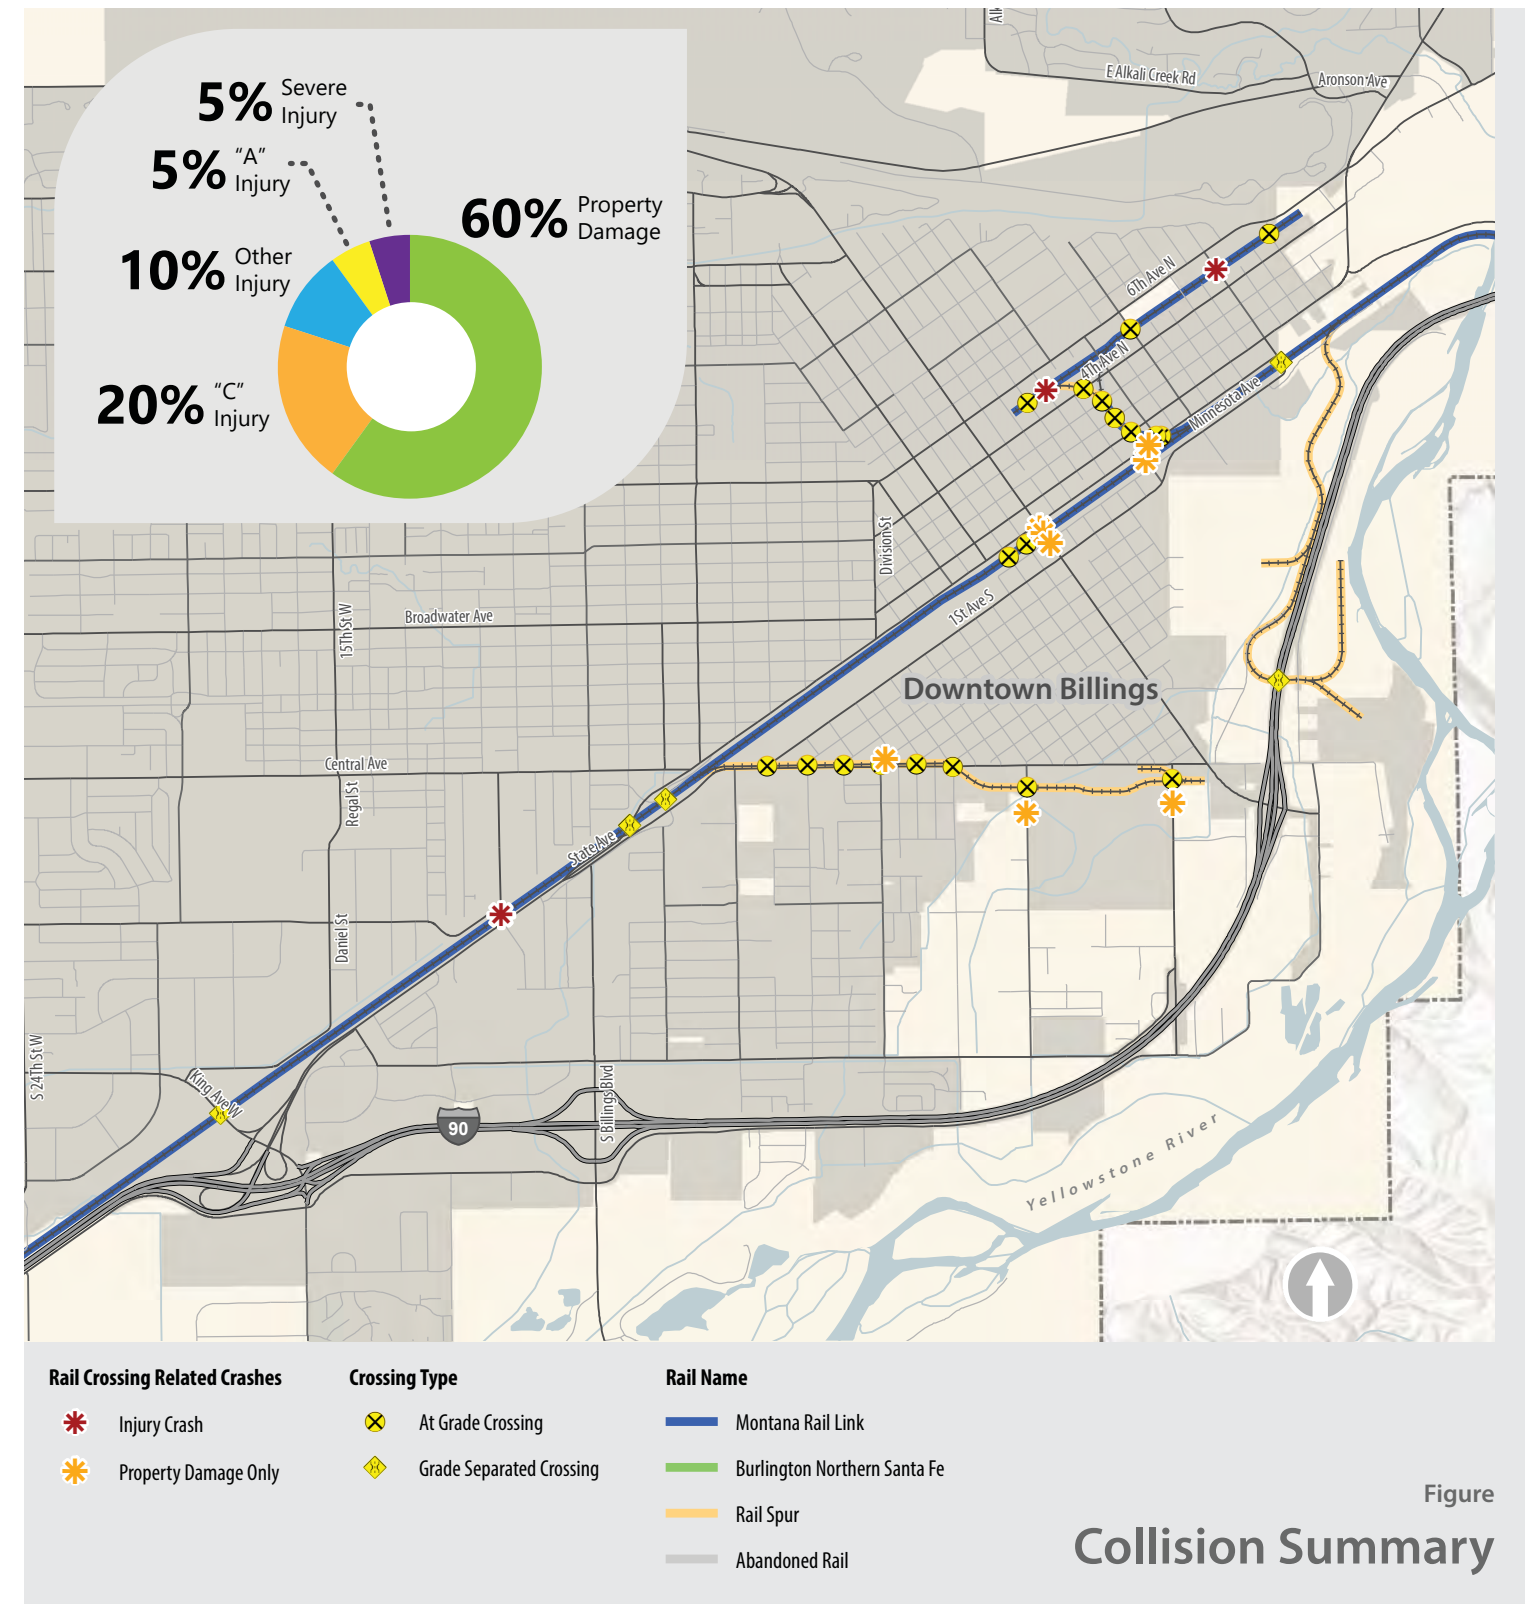 Alk
E Alkali Creek Rd
Aronson Ave
5%
Severe
Injury
5%
“A”
Injury
60%
Property
Damage
10%
Other
Injury
20%
“C”
Injury
6Th Ave N
4Th Ave N
Minnesota Ave
Division St
1St Ave S
15Th St W
Broadwater Ave
Downtown Billings
Central Ave
Regal St
State Ave
Daniel St
S 24Th St W
King Ave W
S Billings Blvd
90
Yellowstone River
Rail Crossing Related Crashes
Injury Crash
Property Damage Only
Crossing Type
At Grade Crossing
Grade Separated Crossing
Rail Name
Montana Rail Link
Burlington Northern Santa Fe
Rail Spur
Abandoned Rail
Figure
Collision Summary